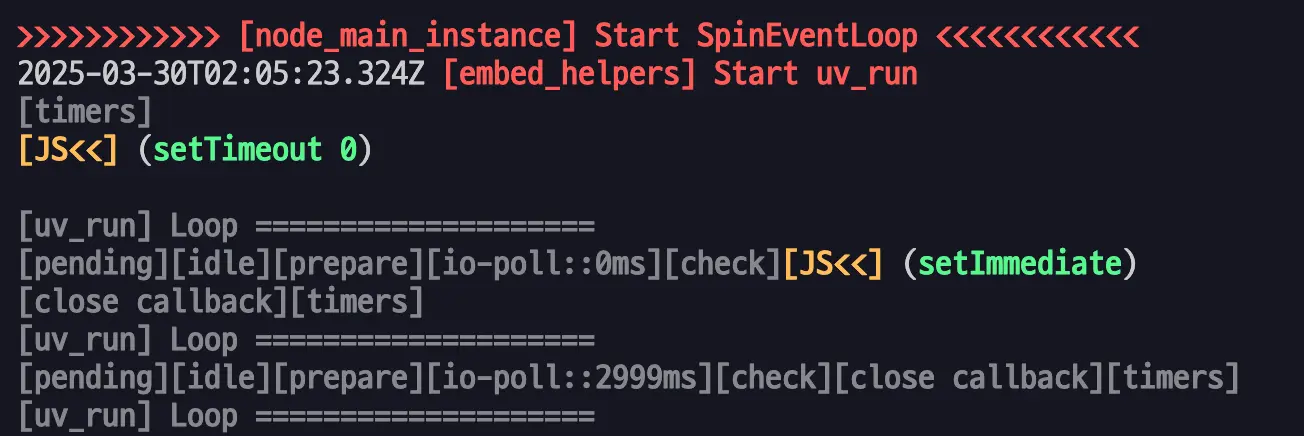 >>>>>>>>>>>> [node_main_instance] Start SpinEventLoop <<<<<<<<<<<<
2025-03-30T02:05:23.324Z [embed_helpers] Start uv_run
[timers]
[JS<<] (setTimeout 0)
[uv_run] Loop ====================
[pending][idle][prepare][io-poll::0ms][check][JS<<] (setImmediate)
[close callback][timers]
[uv_run] Loop ====================
[pending][idle][prepare][io-poll::2999ms][check][close callback][timers]
[uv_run] Loop ====================